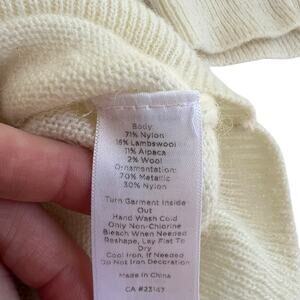 Body:
71% Nylon
16% Lambswool
11% Alpaca
2% Wool
Ornamentation:
70% Metallic
30% Nylon
Turn Garment Inside
Out
Hand Wash Cold
Only Non-Chlorine
Bleach When Needed
Reshape, Lay Flat To
Dry
Cool Iron, If Needed
Do Not Iron Decoration
Made In China
CA #23147